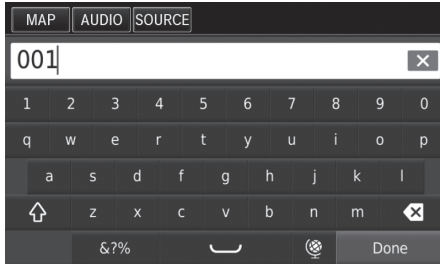 MAP AUDIO SOURCE
001
1 2 3 4 5 6 7 8 9 0
q w e r t y u i o p
a s d f g h j k l
z x c v b n m
&?% Done